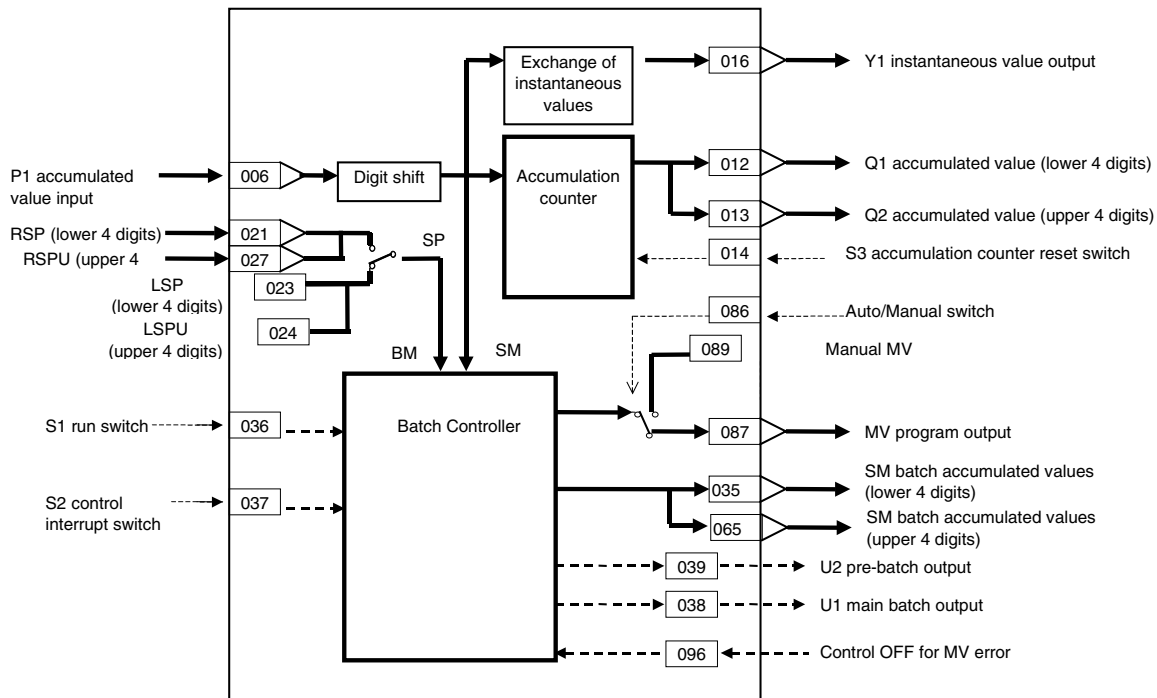 Exchange of
instantaneous
values
016
Y1 instantaneous value output
P1 accumulated
value input
006
Digit shift
Accumulation
counter
012
Q1 accumulated value (lower 4 digits)
013
Q2 accumulated value (upper 4 digits)
014
S3 accumulation counter reset switch
RSP (lower 4 digits)
021
RSPU (upper 4
027
SP
LSP
(lower 4 digits)
023
LSPU
(upper 4 digits)
024
086
Auto/Manual switch
089
Manual MV
BM
SM
S1 run switch
036
Batch Controller
087
MV program output
S2 control
interrupt switch
037
035
SM batch accumulated values
(lower 4 digits)
065
SM batch accumulated values
(upper 4 digits)
039
U2 pre-batch output
038
U1 main batch output
096
Control OFF for MV error